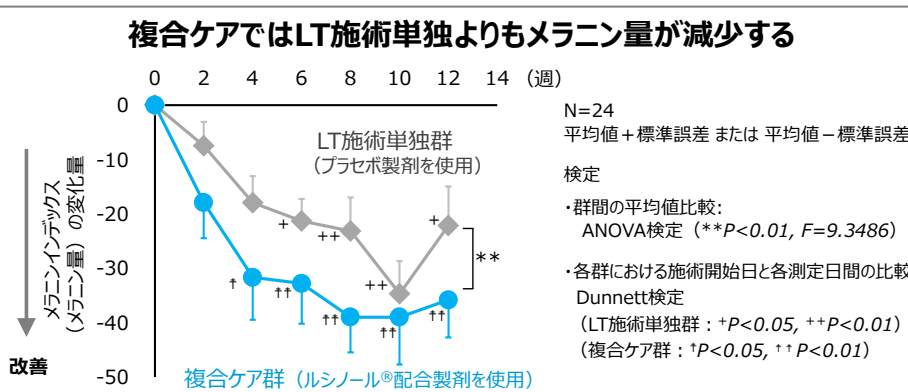 複合ケアではLT施術単独よりもメラニン量が減少する
0 2 4 6 8 10 12 14 （週）
0
-10
-20
-30
-40
-50
メラニンインデックス
（メラニン量）の変化量
改善
LT施術単独群
（プラセボ製剤を使用）
+
++
++
+
**
↑
↑↑
↑↑
↑↑
↑↑
複合ケア群（ルシノール®配合製剤を使用）
N=24
平均値＋標準誤差 または 平均値－標準誤差
検定
・群間の平均値比較:
ANOVA検定（**P<0.01, F=9.3486）
・各群における施術開始日と各測定日間の比較
Dunnett検定
（LT施術単独群：+P<0.05, ++P<0.01）
（複合ケア群：↑P<0.05, ↑↑P<0.01）